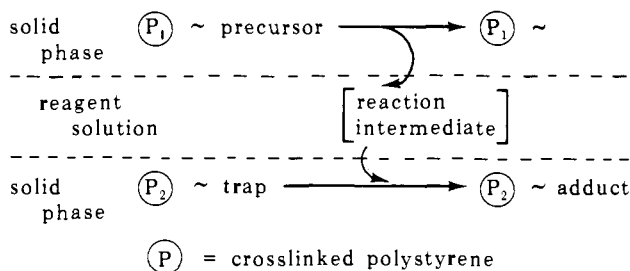 solid phase P₁ ~ precursor P₁ ~
reagent solution [reaction intermediate]
solid phase P₂ ~ trap P₂ ~ adduct
P = crosslinked polystyrene